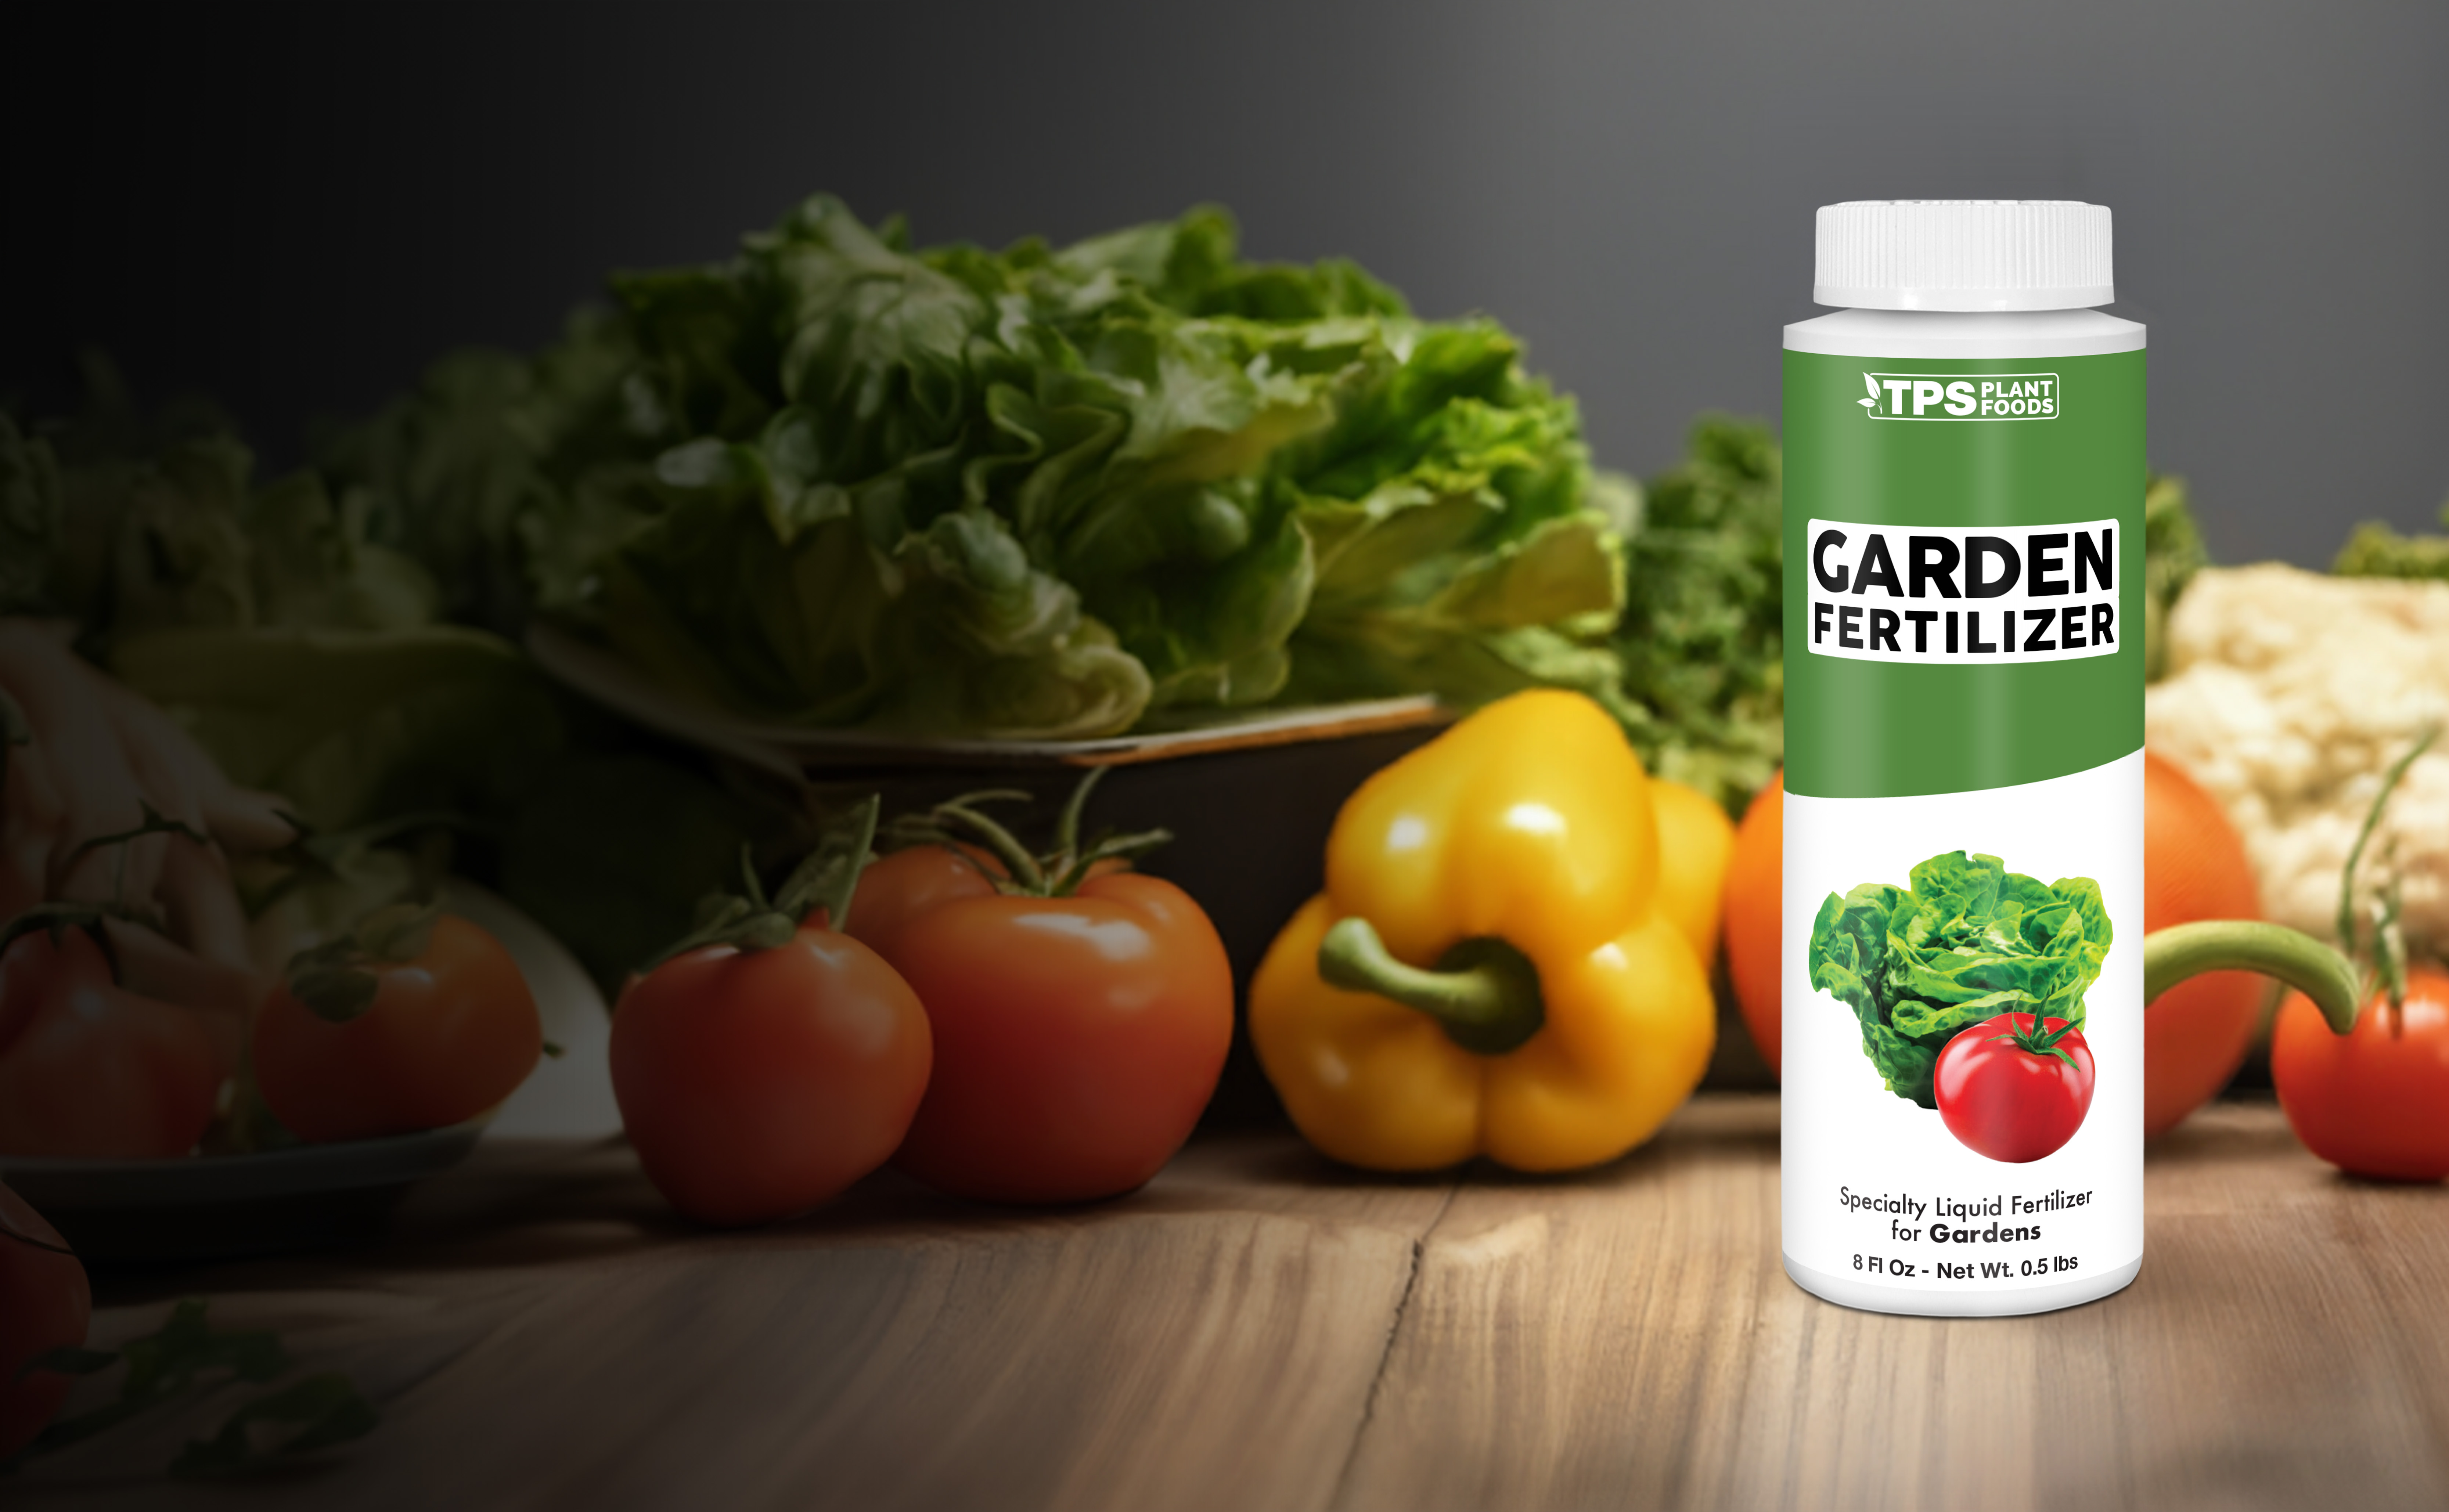 TPS PLANT FOODS
GARDEN
FERTILIZER
Specialty Liquid Fertilizer
for Gardens
8 Fl Oz - Net Wt. 0.5 lbs